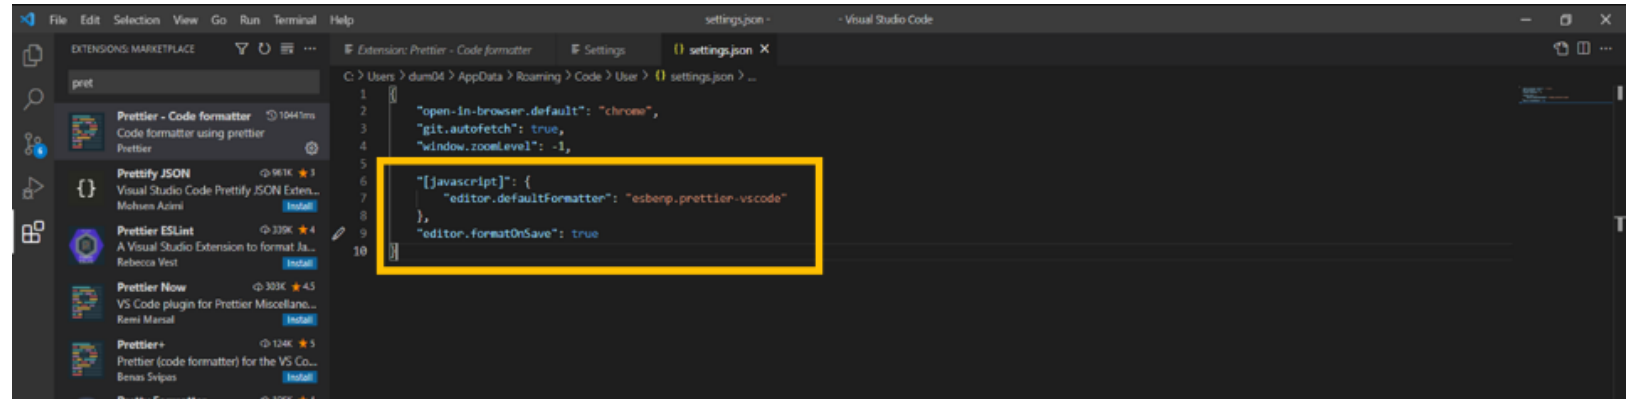 File Edit Selection View Go Run Terminal Help
settings.json - - Visual Studio Code
EXTENSIONS: MARKETPLACE
Extension: Prettier - Code formatter
Settings
{} settings.json
pret
C: > Users > dum04 > AppData > Roaming > Code > User > {} settings.json > ...
Prettier - Code formatter 10441ms
Code formatter using prettier
Prettier
Prettify JSON 961K ★ 3
Visual Studio Code Prettify JSON Exten...
Mohsen Azimi Install
Prettier ESLint 339K ★ 4
A Visual Studio Extension to format Ja...
Rebecca Vest Install
Prettier Now 303K ★ 4.5
VS Code plugin for Prettier Miscellane...
Remi Marsal Install
Prettier+ 124K ★ 5
Prettier (code formatter) for the VS Co...
Benas Svipas Install
6
1 {
2 "open-in-browser.default": "chrome",
3 "git.autofetch": true,
4 "window.zoomLevel": -1,
5
6 "[javascript]": {
7 "editor.defaultFormatter": "esbenp.prettier-vscode"
8 },
9 "editor.formatOnSave": true
10 }